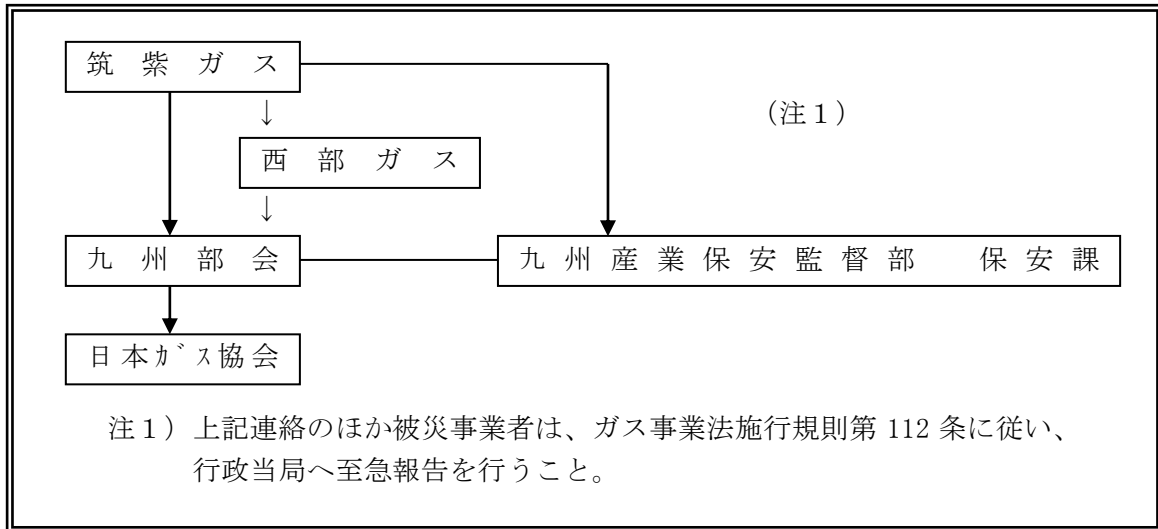 筑紫ガス
↓
（注１）
西部ガス
↓
九州部会
九州産業保安監督部　保安課
日本ｶﾞｽ協会
注１）上記連絡のほか被災事業者は、ガス事業法施行規則第 112 条に従い、
行政当局へ至急報告を行うこと。